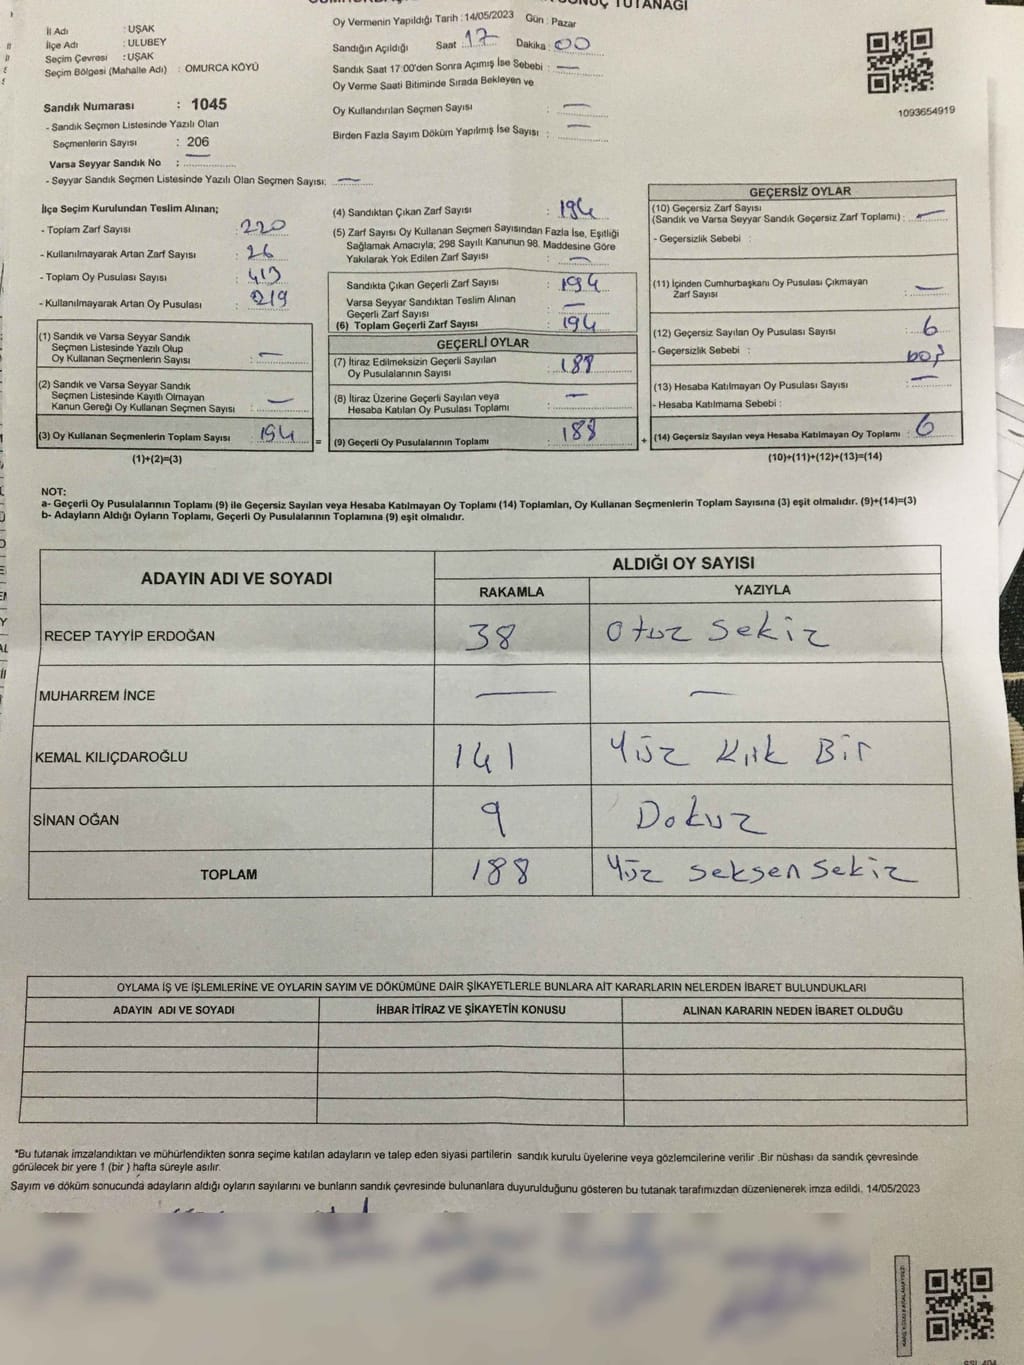 SONUÇ TUTANAĞI
İl Adı : UŞAK
İlçe Adı : ULUBEY
Seçim Çevresi : UŞAK
Seçim Bölgesi (Mahalle Adı) : OMURCA KÖYÜ
Sandık Numarası : 1045
- Sandık Seçmen Listesinde Yazılı Olan
Seçmenlerin Sayısı : 206
Varsa Seyyar Sandık No : —
- Seyyar Sandık Seçmen Listesinde Yazılı Olan Seçmen Sayısı: —
Oy Vermenin Yapıldığı Tarih : 14/05/2023 Gün : Pazar
Sandığın Açıldığı Saat : 17 Dakika : 00
Sandık Saat 17:00'den Sonra Açımış İse Sebebi : —
Oy Verme Saati Bitiminde Sırada Bekleyen ve
Oy Kullandırılan Seçmen Sayısı : —
Birden Fazla Sayım Döküm Yapılmış İse Sayısı : —
1093654919
İlçe Seçim Kurulundan Teslim Alınan;
- Toplam Zarf Sayısı : 220
- Kullanılmayarak Artan Zarf Sayısı : 26
- Toplam Oy Pusulası Sayısı : 413
- Kullanılmayarak Artan Oy Pusulası : 219
(1) Sandık ve Varsa Seyyar Sandık
Seçmen Listesinde Yazılı Olup
Oy Kullanan Seçmenlerin Sayısı : —
(2) Sandık ve Varsa Seyyar Sandık
Seçmen Listesinde Kayıtlı Olmayan
Kanun Gereği Oy Kullanan Seçmen Sayısı : —
(3) Oy Kullanan Seçmenlerin Toplam Sayısı : 194 =
(1)+(2)=(3)
(4) Sandıktan Çıkan Zarf Sayısı : 194
(5) Zarf Sayısı Oy Kullanan Seçmen Sayısından Fazla İse, Eşitliği
Sağlamak Amacıyla; 298 Sayılı Kanunun 98. Maddesine Göre
Yakılarak Yok Edilen Zarf Sayısı : —
Sandıkta Çıkan Geçerli Zarf Sayısı : 194
Varsa Seyyar Sandıktan Teslim Alınan
Geçerli Zarf Sayısı : —
(6) Toplam Geçerli Zarf Sayısı : 194
GEÇERLİ OYLAR
(7) İtiraz Edilmeksizin Geçerli Sayılan
Oy Pusulalarının Sayısı : 188
(8) İtiraz Üzerine Geçerli Sayılan veya
Hesaba Katılan Oy Pusulası Toplamı : —
(9) Geçerli Oy Pusulalarının Toplamı : 188 +
GEÇERSİZ OYLAR
(10) Geçersiz Zarf Sayısı
(Sandık ve Varsa Seyyar Sandık Geçersiz Zarf Toplamı) : —
- Geçersizlik Sebebi :
(11) İçinden Cumhurbaşkanı Oy Pusulası Çıkmayan
Zarf Sayısı : —
(12) Geçersiz Sayılan Oy Pusulası Sayısı : 6
- Geçersizlik Sebebi : boş
(13) Hesaba Katılmayan Oy Pusulası Sayısı : —
- Hesaba Katılmama Sebebi :
(14) Geçersiz Sayılan veya Hesaba Katılmayan Oy Toplamı : 6
(10)+(11)+(12)+(13)=(14)
NOT:
a- Geçerli Oy Pusulalarının Toplamı (9) ile Geçersiz Sayılan veya Hesaba Katılmayan Oy Toplamı (14) Toplamları, Oy Kullanan Seçmenlerin Toplam Sayısına (3) eşit olmalıdır. (9)+(14)=(3)
b- Adayların Aldığı Oyların Toplamı, Geçerli Oy Pusulalarının Toplamına (9) eşit olmalıdır.
ADAYIN ADI VE SOYADI
ALDIĞI OY SAYISI
RAKAMLA YAZIYLA
RECEP TAYYİP ERDOĞAN 38 Otuz Sekiz
MUHARREM İNCE — —
KEMAL KILIÇDAROĞLU 141 Yüz Kırk Bir
SİNAN OĞAN 9 Dokuz
TOPLAM 188 Yüz seksen sekiz
OYLAMA İŞ VE İŞLEMLERİNE VE OYLARIN SAYIM VE DÖKÜMÜNE DAİR ŞİKAYETLERLE BUNLARA AİT KARARLARIN NELERDEN İBARET BULUNDUKLARI
ADAYIN ADI VE SOYADI İHBAR İTİRAZ VE ŞİKAYETİN KONUSU ALINAN KARARIN NEDEN İBARET OLDUĞU
*Bu tutanak imzalandıktan ve mühürlendikten sonra seçime katılan adayların ve talep eden siyasi partilerin sandık kurulu üyelerine veya gözlemcilerine verilir .Bir nüshası da sandık çevresinde
görülecek bir yere 1 (bir ) hafta süreyle asılır.
Sayım ve döküm sonucunda adayların aldığı oyların sayılarını ve bunların sandık çevresinde bulunanlara duyurulduğunu gösteren bu tutanak tarafımızdan düzenlenerek imza edildi. 14/05/2023